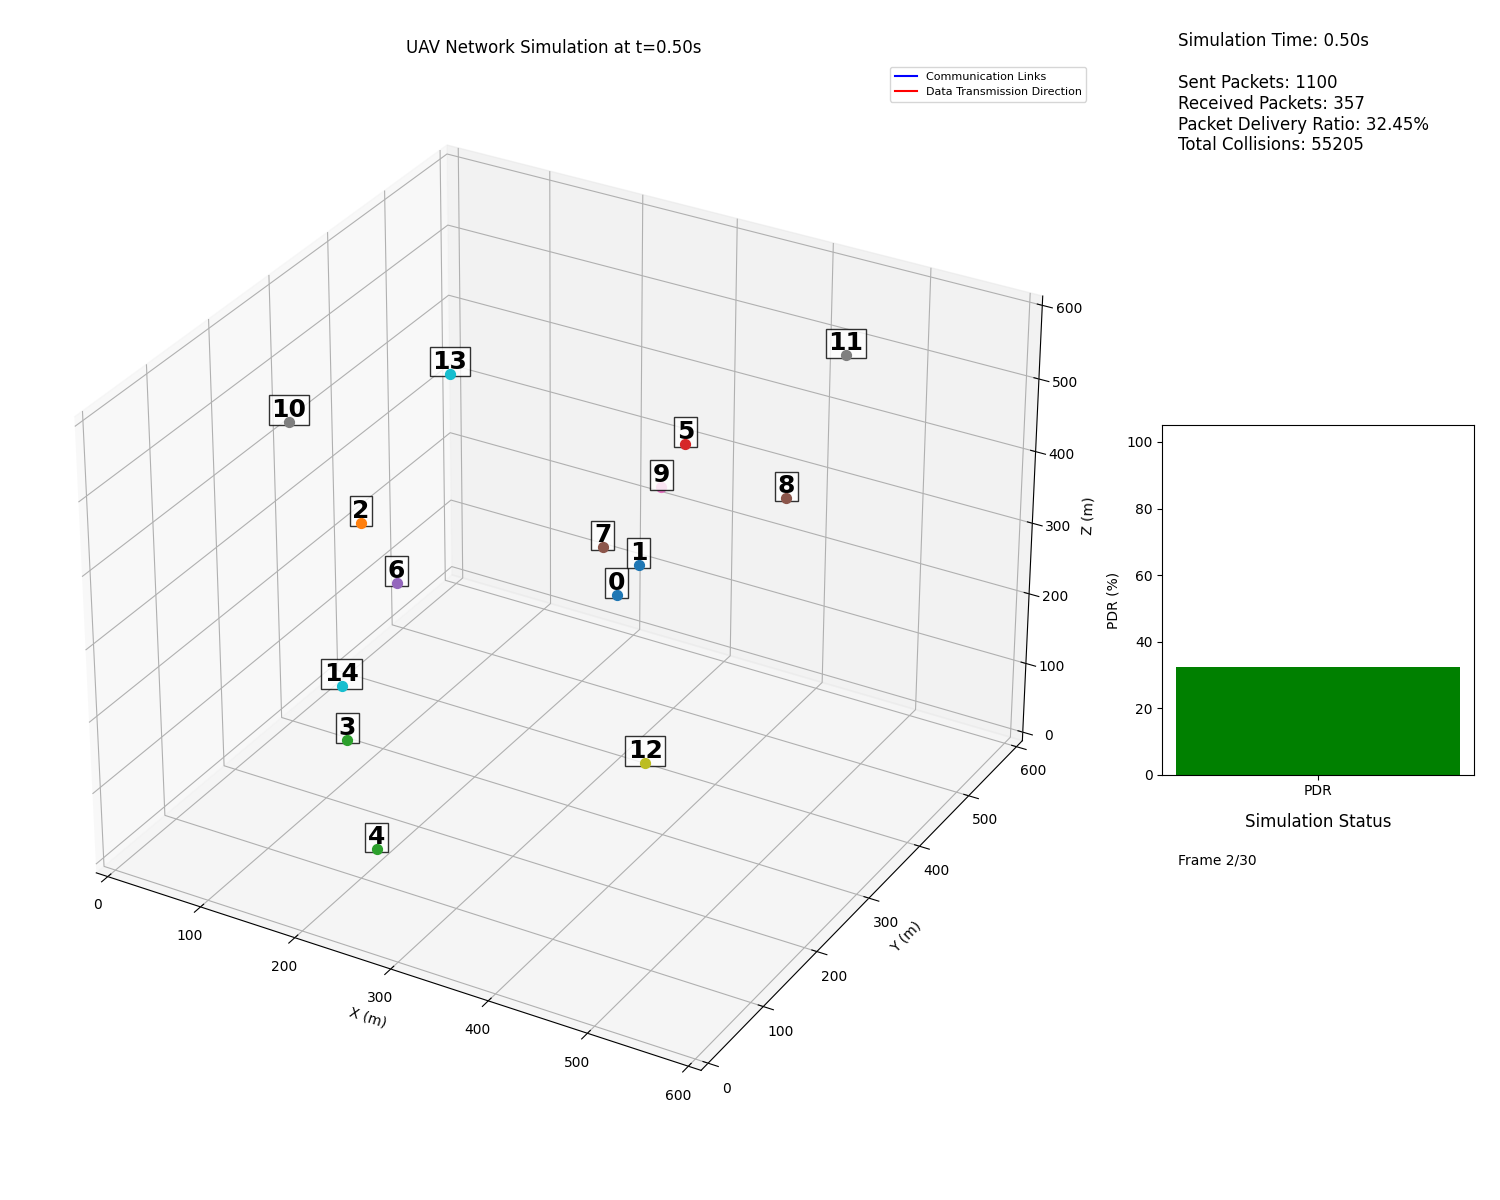 UAV Network Simulation at t=0.50s
Communication Links
Data Transmission Direction
Simulation Time: 0.50s
Sent Packets: 1100
Received Packets: 357
Packet Delivery Ratio: 32.45%
Total Collisions: 55205
11
13
10
5
9
8
2
7
1
6
0
14
3
12
4
600
500
400
300
200
100
0
Z (m)
600
500
400
300
200
100
0
Y (m)
0
100
200
300
400
500
600
X (m)
100
80
60
40
20
0
PDR (%)
PDR
Simulation Status
Frame 2/30